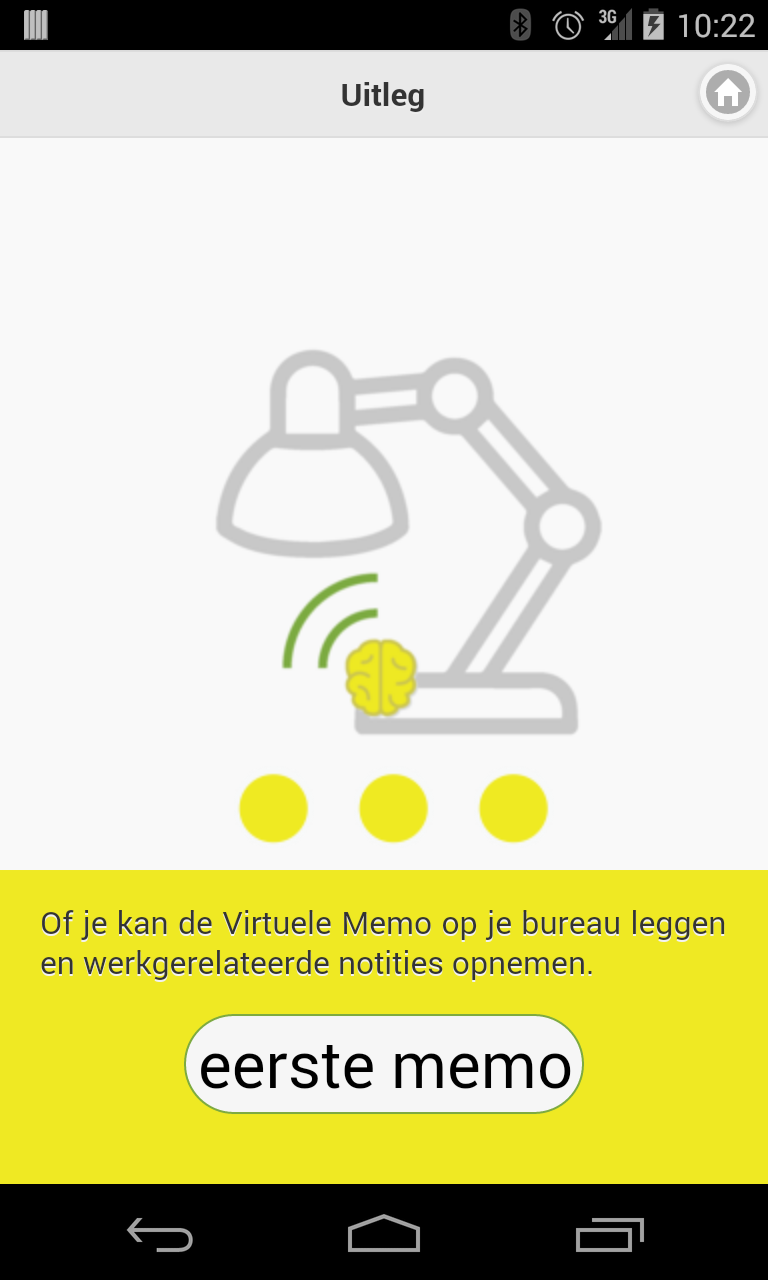 3G 10:22
Uitleg
Of je kan de Virtuele Memo op je bureau leggen
en werkgerelateerde notities opnemen.
eerste memo